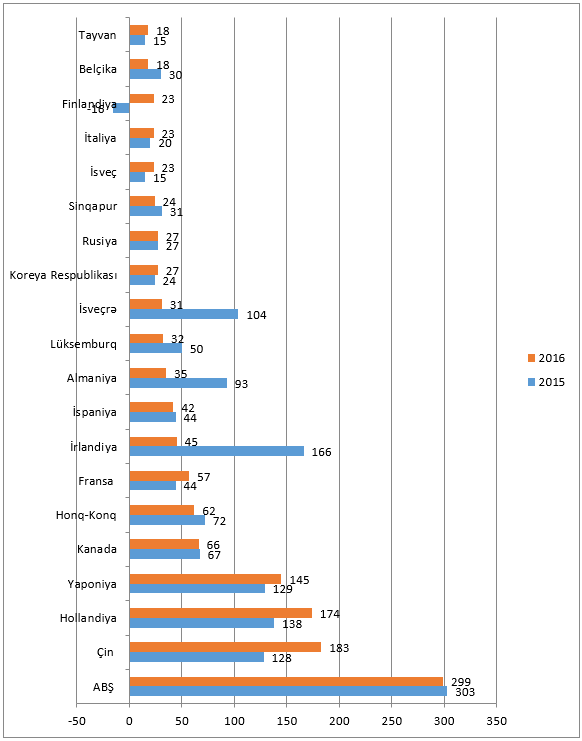 Tayvan 18
15
Belçika 18
30
Finlandiya 23
-16
İtaliya 23
20
İsveç 23
15
Sinqapur 24
31
Rusiya 27
27
Koreya Respublikası 27
24
İsveçrə 31
104
Lüksemburq 32
50
Almaniya 35
93
İspaniya 42
44
İrlandiya 45
166
Fransa 57
44
Honq-Konq 62
72
Kanada 66
67
Yaponiya 145
129
Hollandiya 174
138
Çin 183
128
ABŞ 299
303
-50 0 50 100 150 200 250 300 350
2016
2015